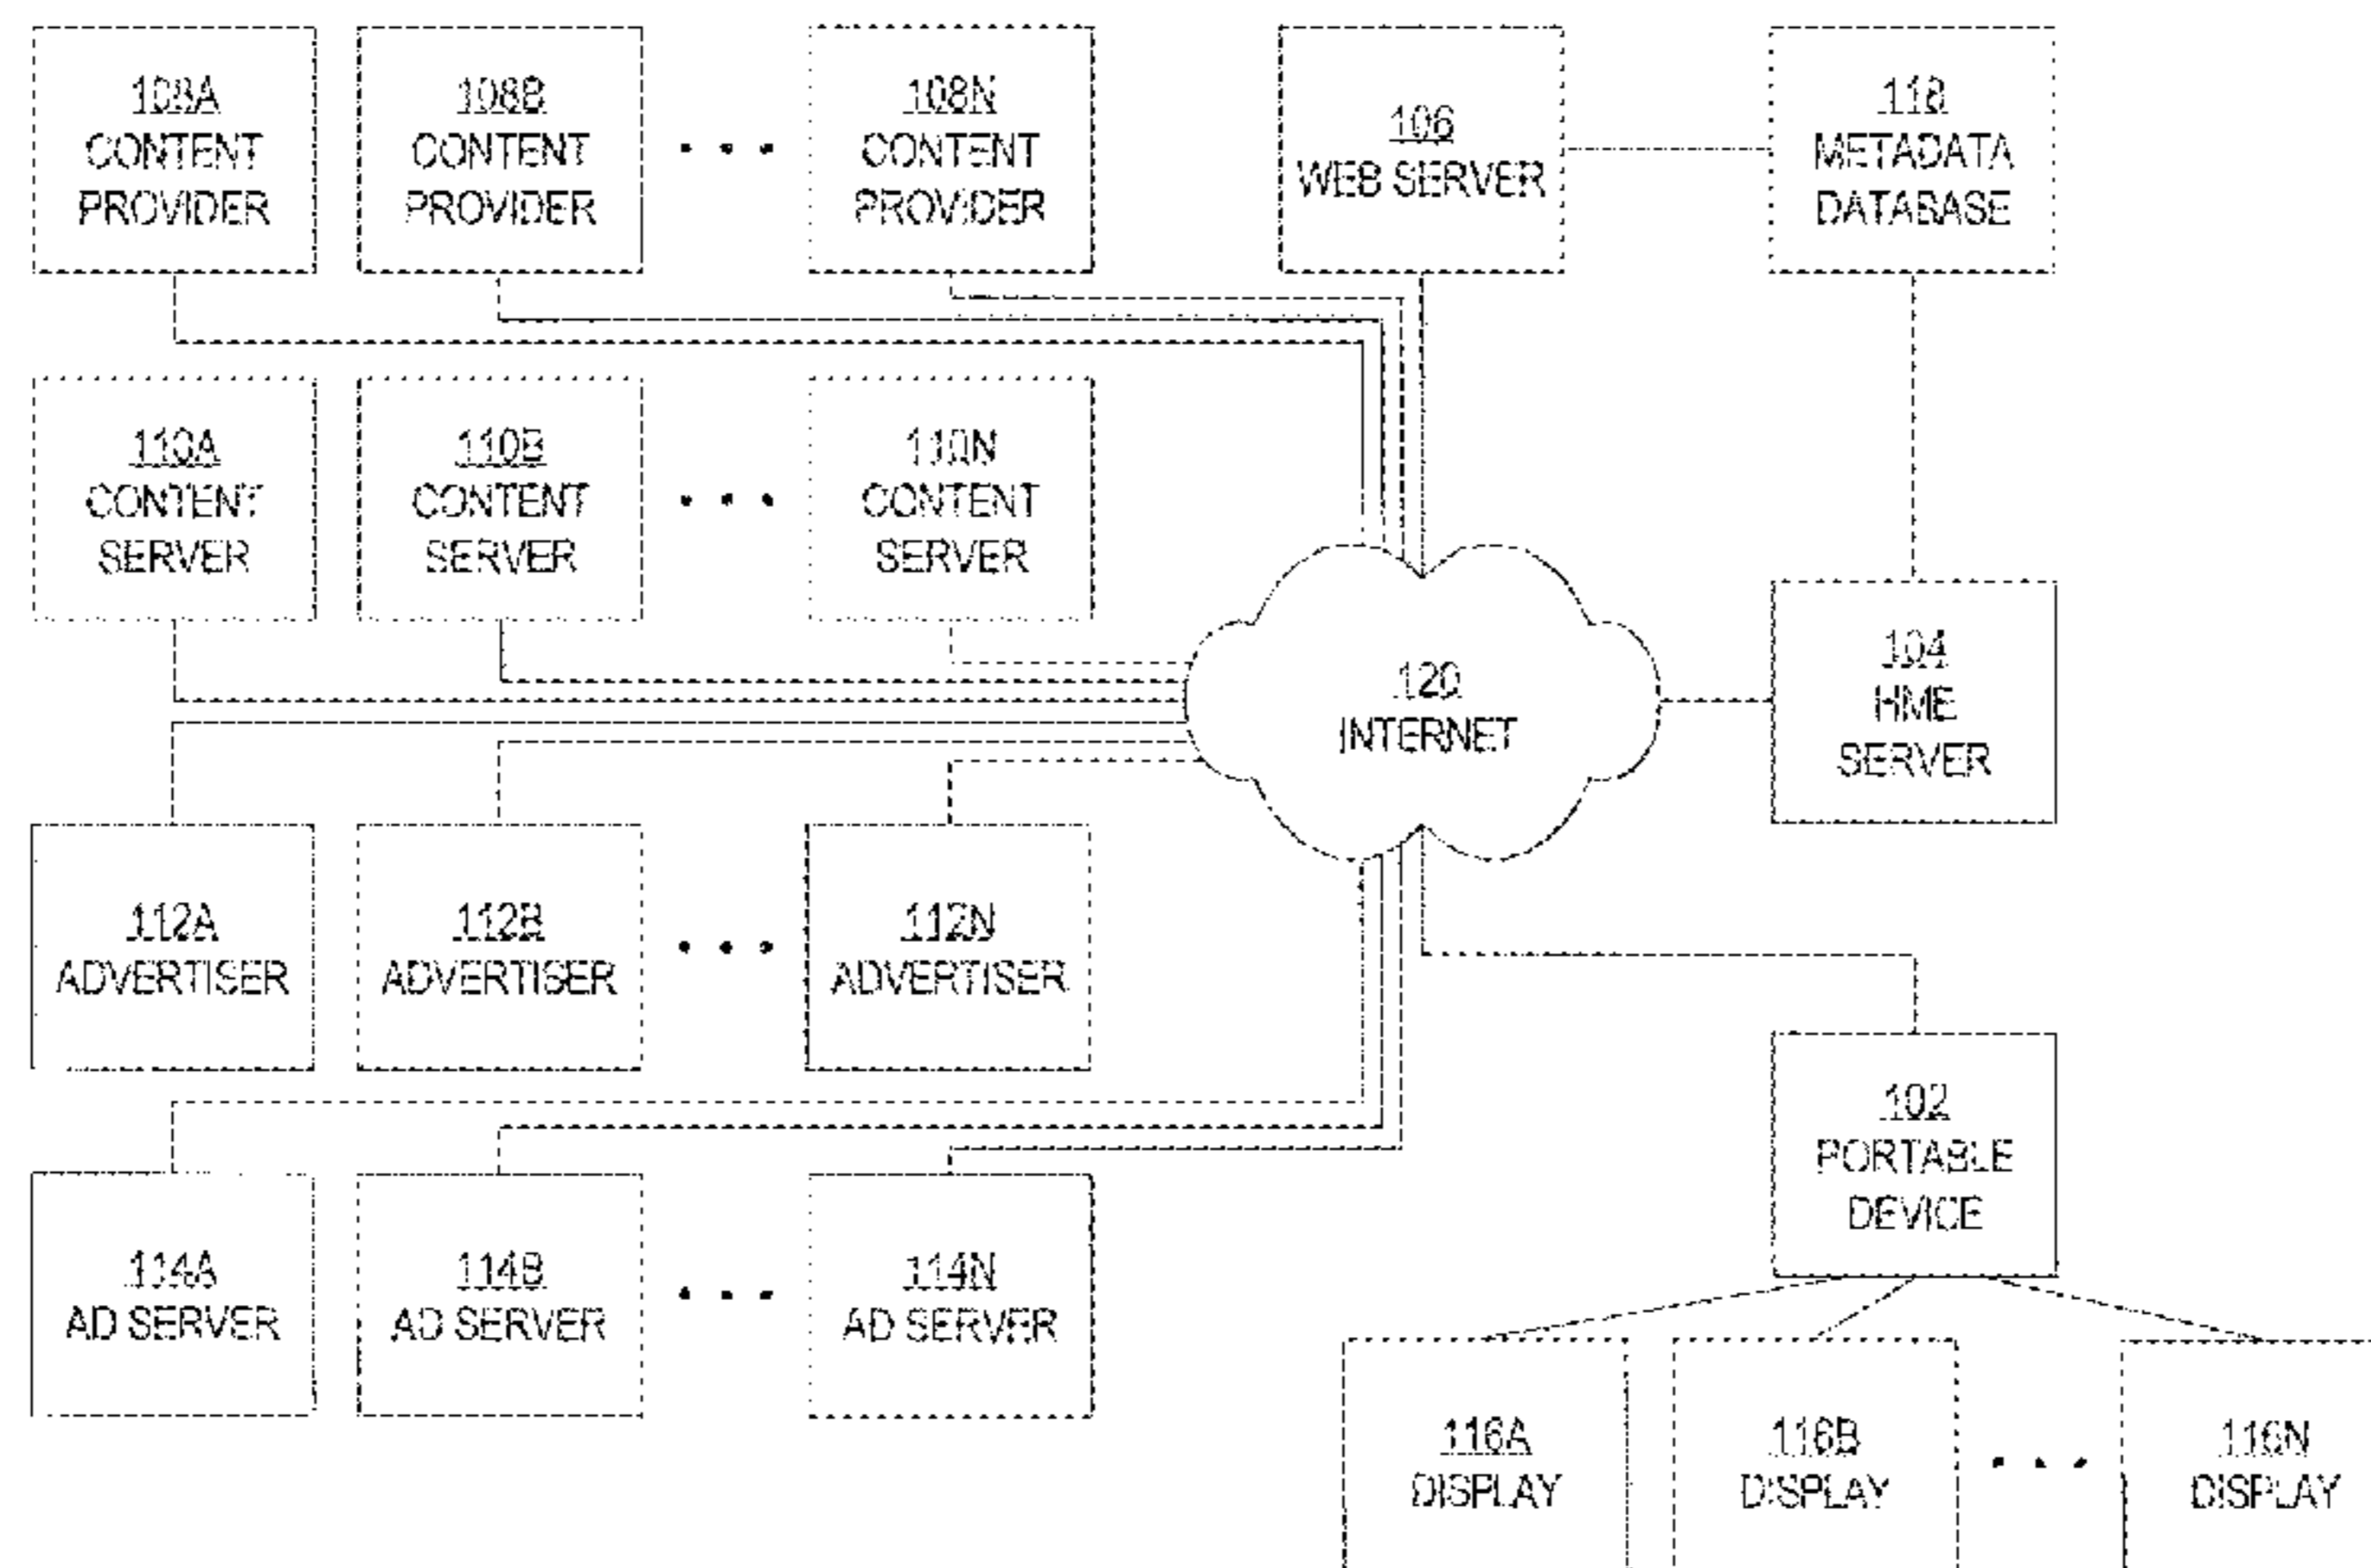 108A
CONTENT
PROVIDER
108B
CONTENT
PROVIDER
108N
CONTENT
PROVIDER
106
WEB SERVER
118
METADATA
DATABASE
110A
CONTENT
SERVER
110B
CONTENT
SERVER
110N
CONTENT
SERVER
120
INTERNET
104
HME
SERVER
112A
ADVERTISER
112B
ADVERTISER
112N
ADVERTISER
102
PORTABLE
DEVICE
114A
AD SERVER
114B
AD SERVER
114N
AD SERVER
116A
DISPLAY
116B
DISPLAY
116N
DISPLAY